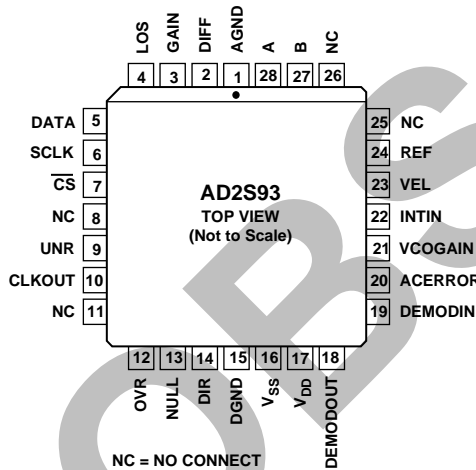 LOS GAIN DIFF AGND A B NC
4 3 2 1 28 27 26
DATA 5
SCLK 6
CS 7
NC 8
UNR 9
CLKOUT 10
NC 11
AD2S93
TOP VIEW
(Not to Scale)
25 NC
24 REF
23 VEL
22 INTIN
21 VCOGAIN
20 ACERROR
19 DEMODIN
12 13 14 15 16 17 18
OVR NULL DIR DGND VSS VDD DEMODOUT
NC = NO CONNECT
OBS